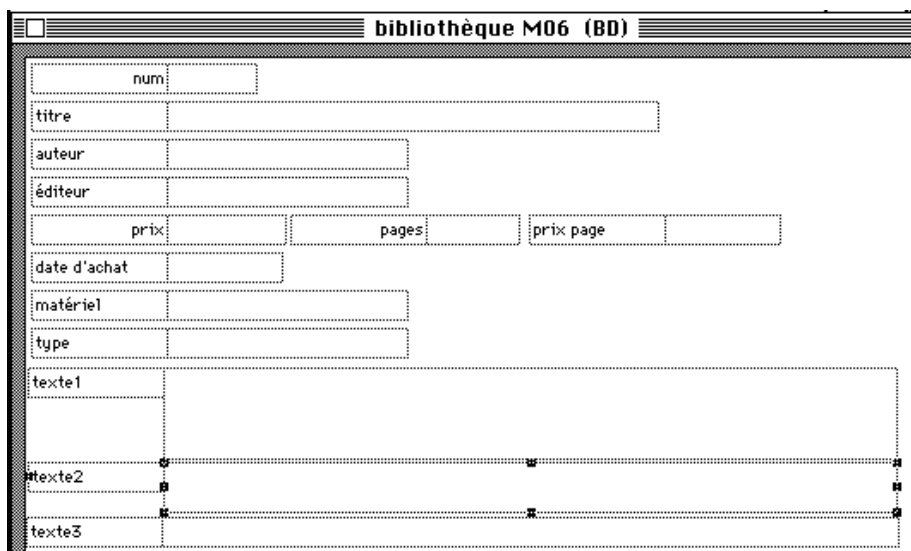 bibliothèque M06 (BD)
num
titre
auteur
éditeur
prix pages prix page
date d'achat
matériel
type
texte1
texte2
texte3